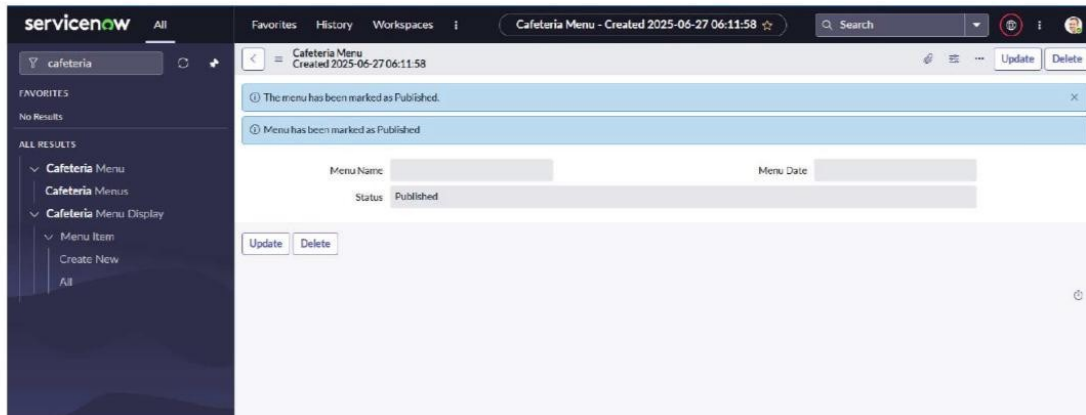 servicenow All Favorites History Workspaces Cafeteria Menu - Created 2025-06-27 06:11:58 Search
cafeteria
Cafeteria Menu
Created 2025-06-27 06:11:58
Update Delete
FAVORITES
No Results
ALL RESULTS
Cafeteria Menu
Cafeteria Menus
Cafeteria Menu Display
Menu Item
Create New
All
The menu has been marked as Published.
Menu has been marked as Published
Menu Name Menu Date
Status Published
Update Delete